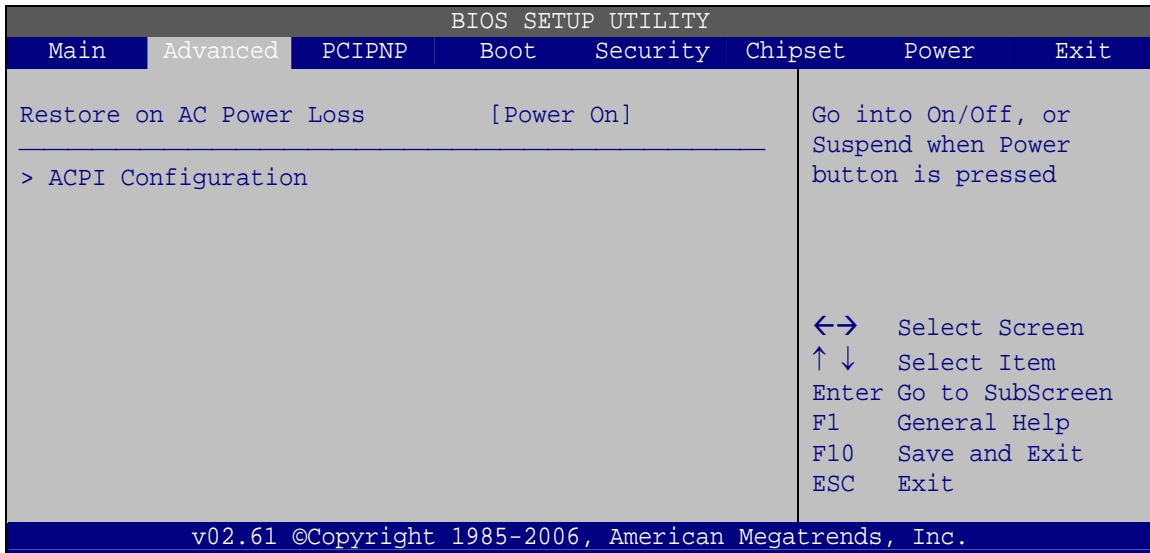 BIOS SETUP UTILITY
Main Advanced PCIPNP Boot Security Chipset Power Exit
Restore on AC Power Loss [Power On]
> ACPI Configuration
Go into On/Off, or
Suspend when Power
button is pressed
←→ Select Screen
↑ ↓ Select Item
Enter Go to SubScreen
F1 General Help
F10 Save and Exit
ESC Exit
v02.61 ©Copyright 1985-2006, American Megatrends, Inc.